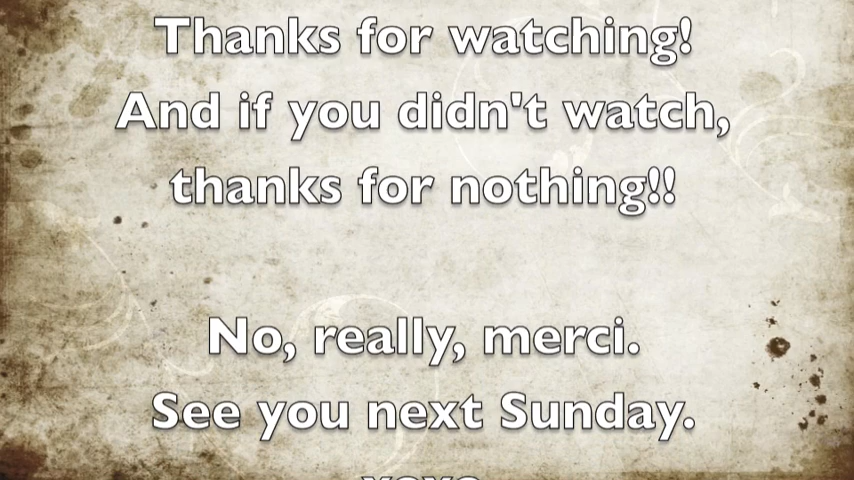 Thanks for watching!
And if you didn't watch,
thanks for nothing!!
No, really, merci.
See you next Sunday.